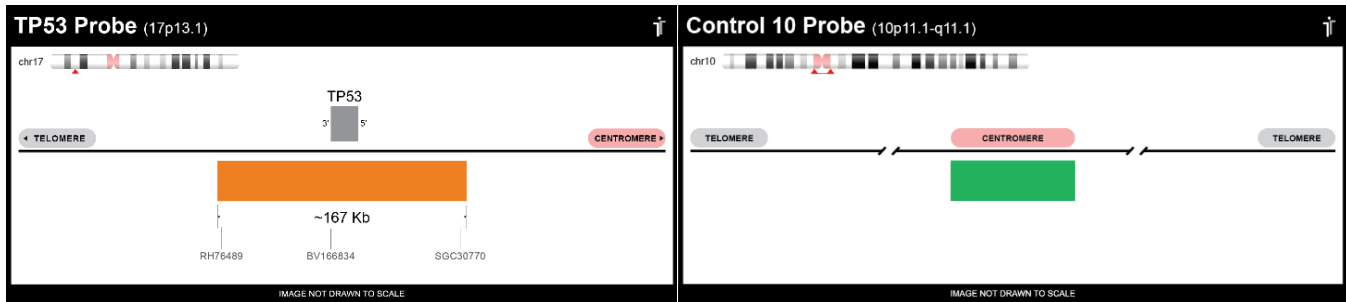 TP53 Probe (17p13.1)
chr17
TP53
3' 5'
TELOMERE
CENTROMERE
~167 Kb
RH76489 BV166834 SGC30770
IMAGE NOT DRAWN TO SCALE
Control 10 Probe (10p11.1-q11.1)
chr10
TELOMERE
CENTROMERE
TELOMERE
IMAGE NOT DRAWN TO SCALE